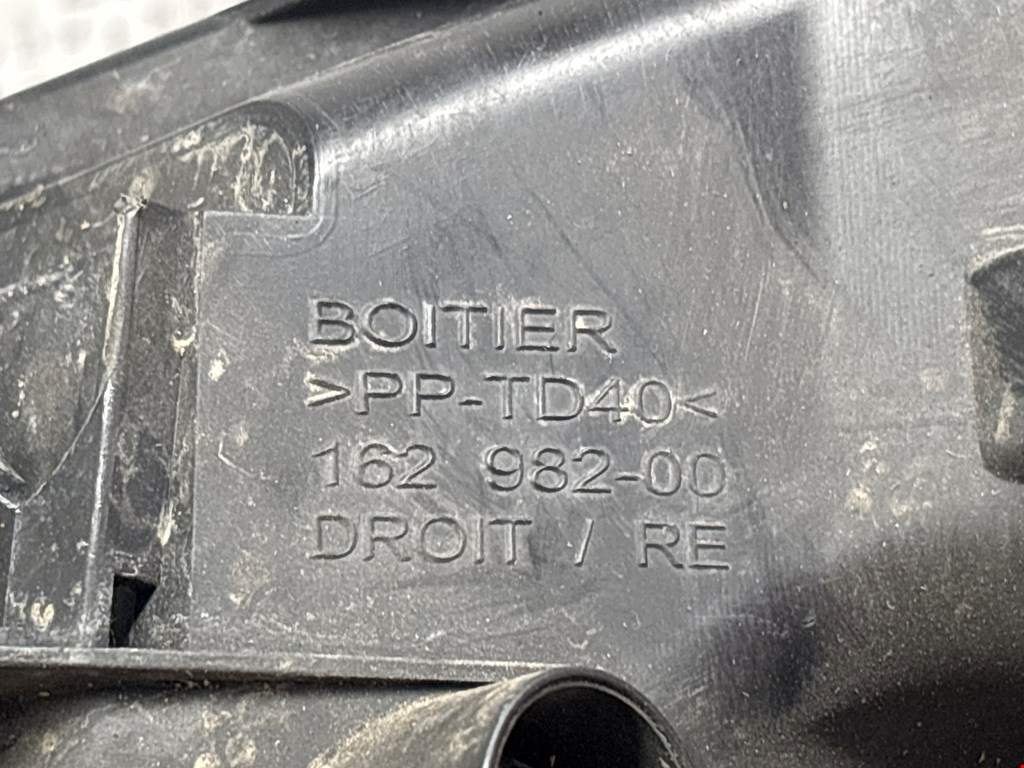 BOITIER
>PP-TD40<
162 982-00
DROIT / RE